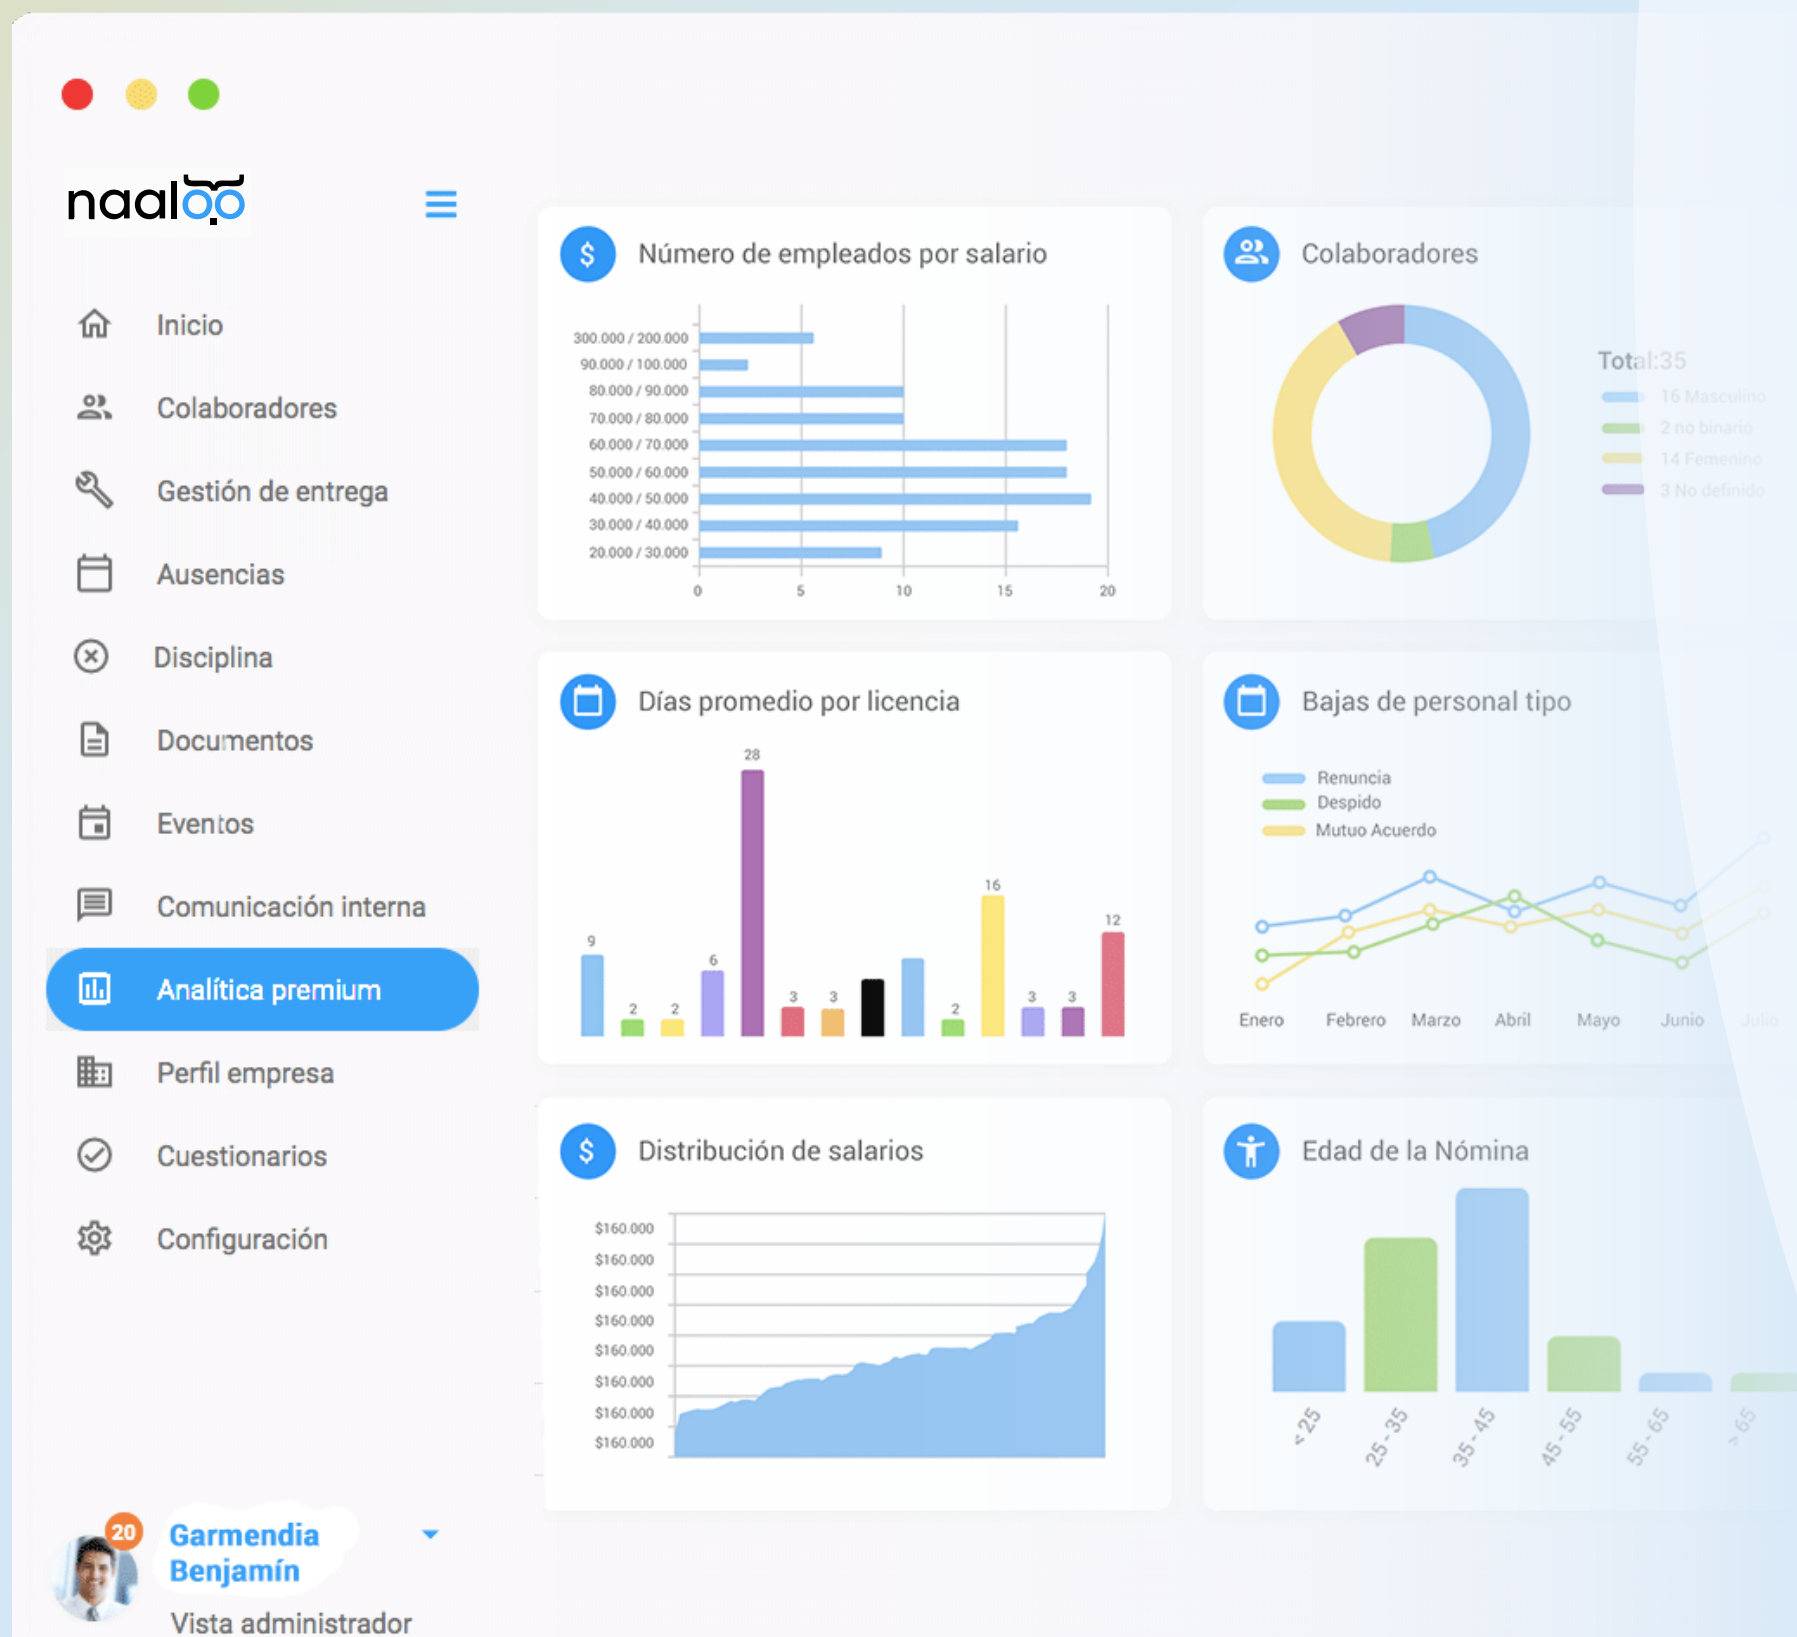 naaloo
Inicio
Colaboradores
Gestión de entrega
Ausencias
Disciplina
Documentos
Eventos
Comunicación interna
Analítica premium
Perfil empresa
Cuestionarios
Configuración
20
Garmendia
Benjamín
Vista administrador
$ Número de empleados por salario
300.000 / 200.000
90.000 / 100.000
80.000 / 90.000
70.000 / 80.000
60.000 / 70.000
50.000 / 60.000
40.000 / 50.000
30.000 / 40.000
20.000 / 30.000
0 5 10 15 20
Colaboradores
Total:35
16 Masculino
2 no binario
14 Femenino
3 No definido
Días promedio por licencia
9 2 2 6 28 3 3 2 16 3 3 12
Bajas de personal tipo
Renuncia
Despido
Mutuo Acuerdo
Enero Febrero Marzo Abril Mayo Junio Julio
$ Distribución de salarios
$160.000
$160.000
$160.000
$160.000
$160.000
$160.000
$160.000
$160.000
Edad de la Nómina
< 25 25 - 35 35 - 45 45 - 55 55 - 65 > 65